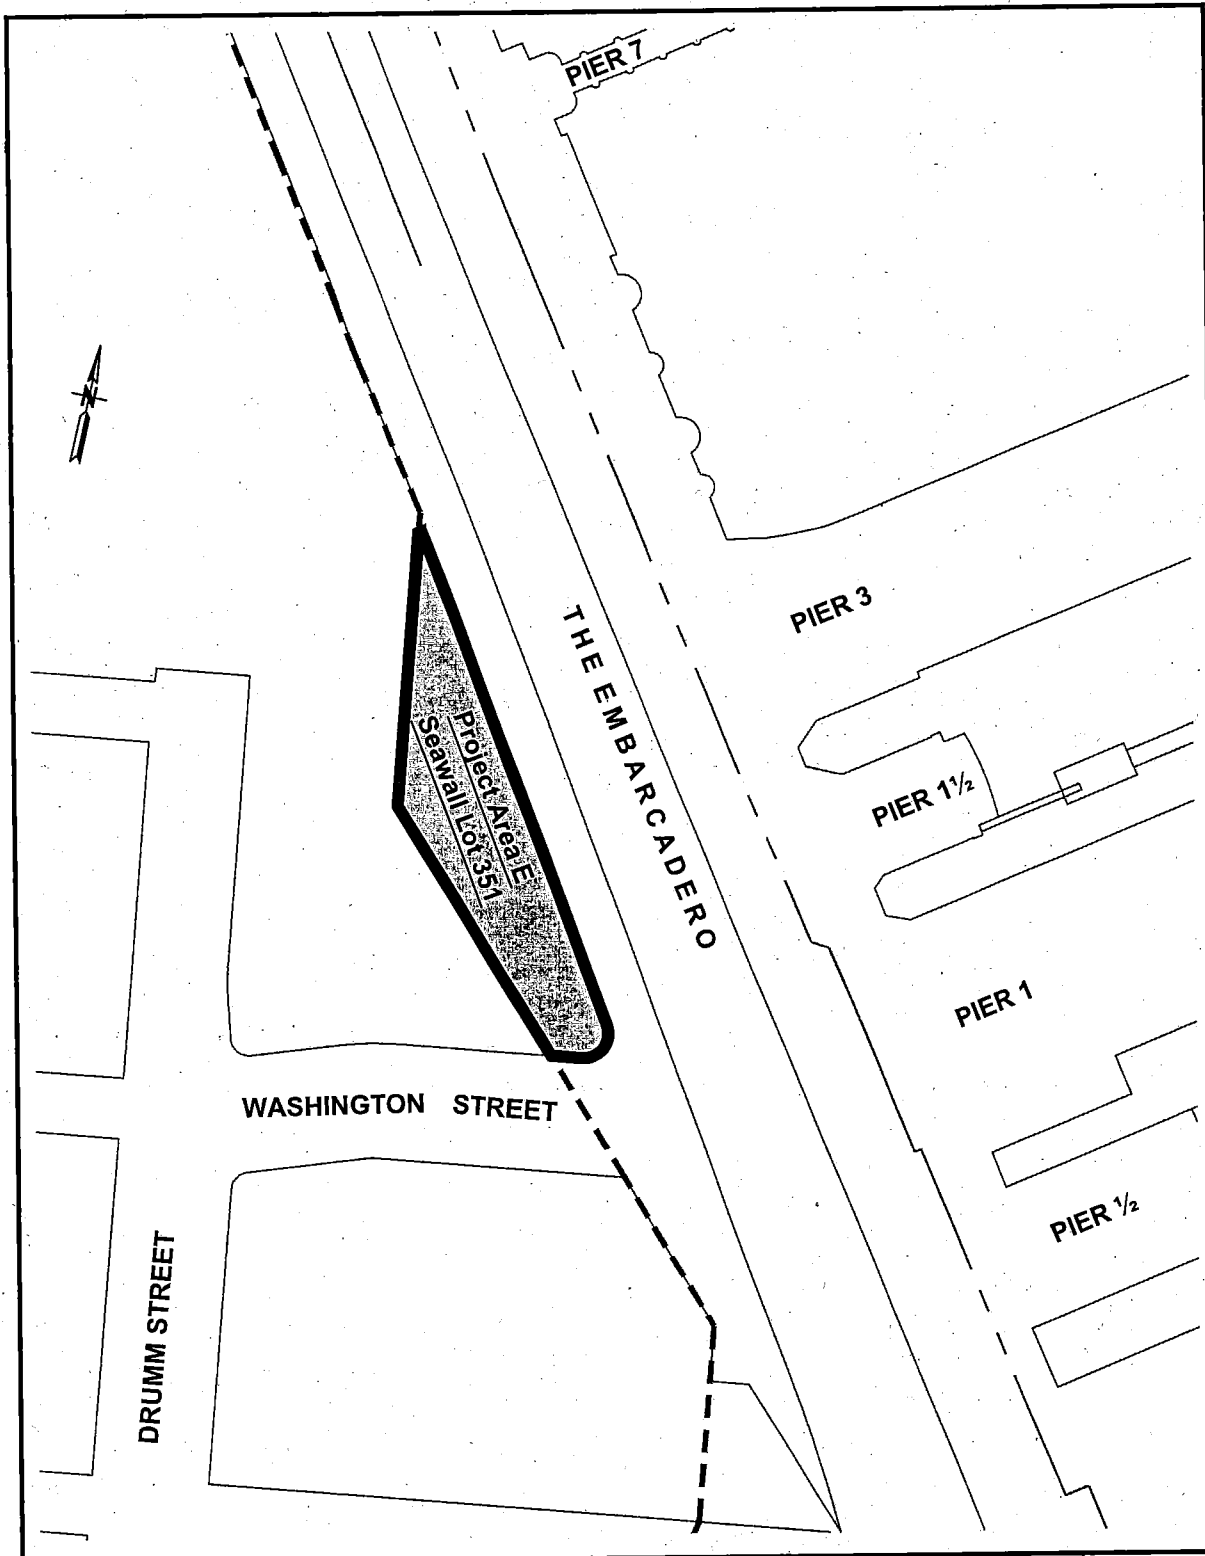 PIER 7
N
PIER 3
THE EMBARCADERO
Project Area E
Seawall Lot 351
PIER 1½
PIER 1
WASHINGTON STREET
PIER ½
DRUMM STREET